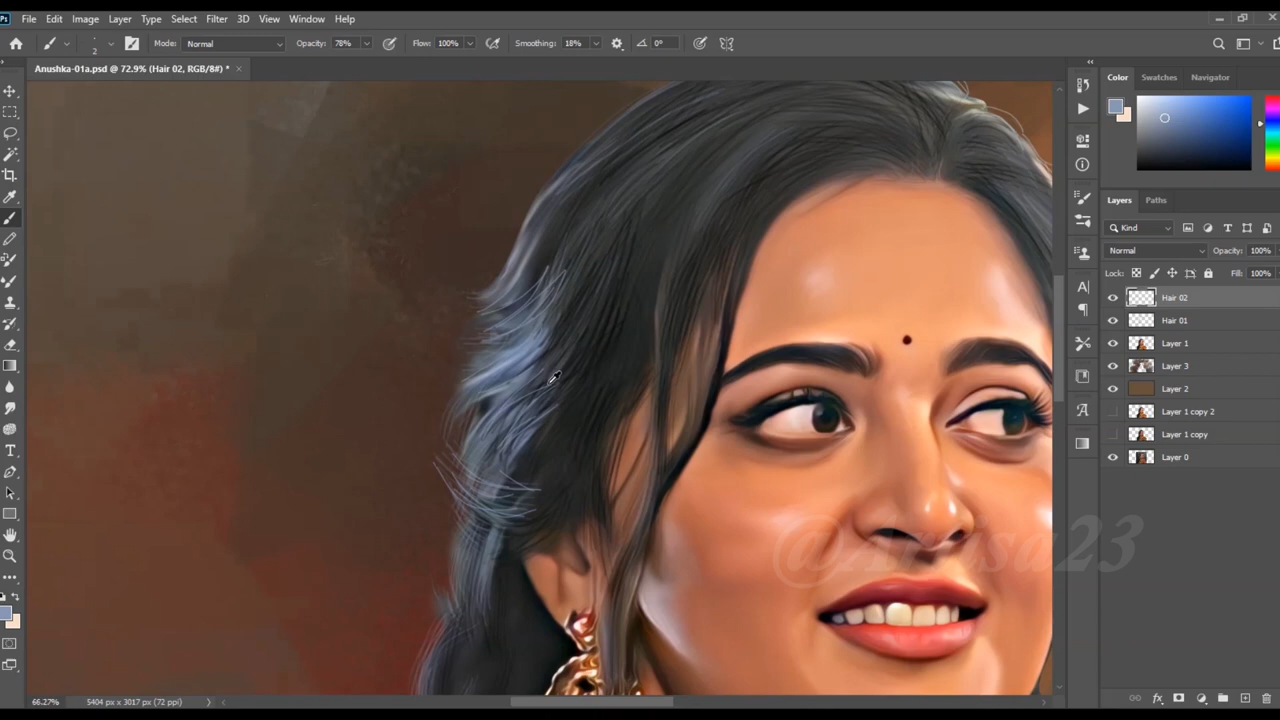 Ps File Edit Image Layer Type Select Filter 3D View Window Help
2 Mode: Normal Opacity: 78% Flow: 100% Smoothing: 18% 0°
Anushka-01a.psd @ 72.9% (Hair 02, RGB/8#) * ×
Color Swatches Navigator
Layers Paths
Kind
Normal Opacity: 100%
Lock: Fill: 100%
Hair 02
Hair 01
Layer 1
Layer 3
Layer 2
Layer 1 copy 2
Layer 1 copy
Layer 0
66.27% 5404 px x 3017 px (72 ppi)